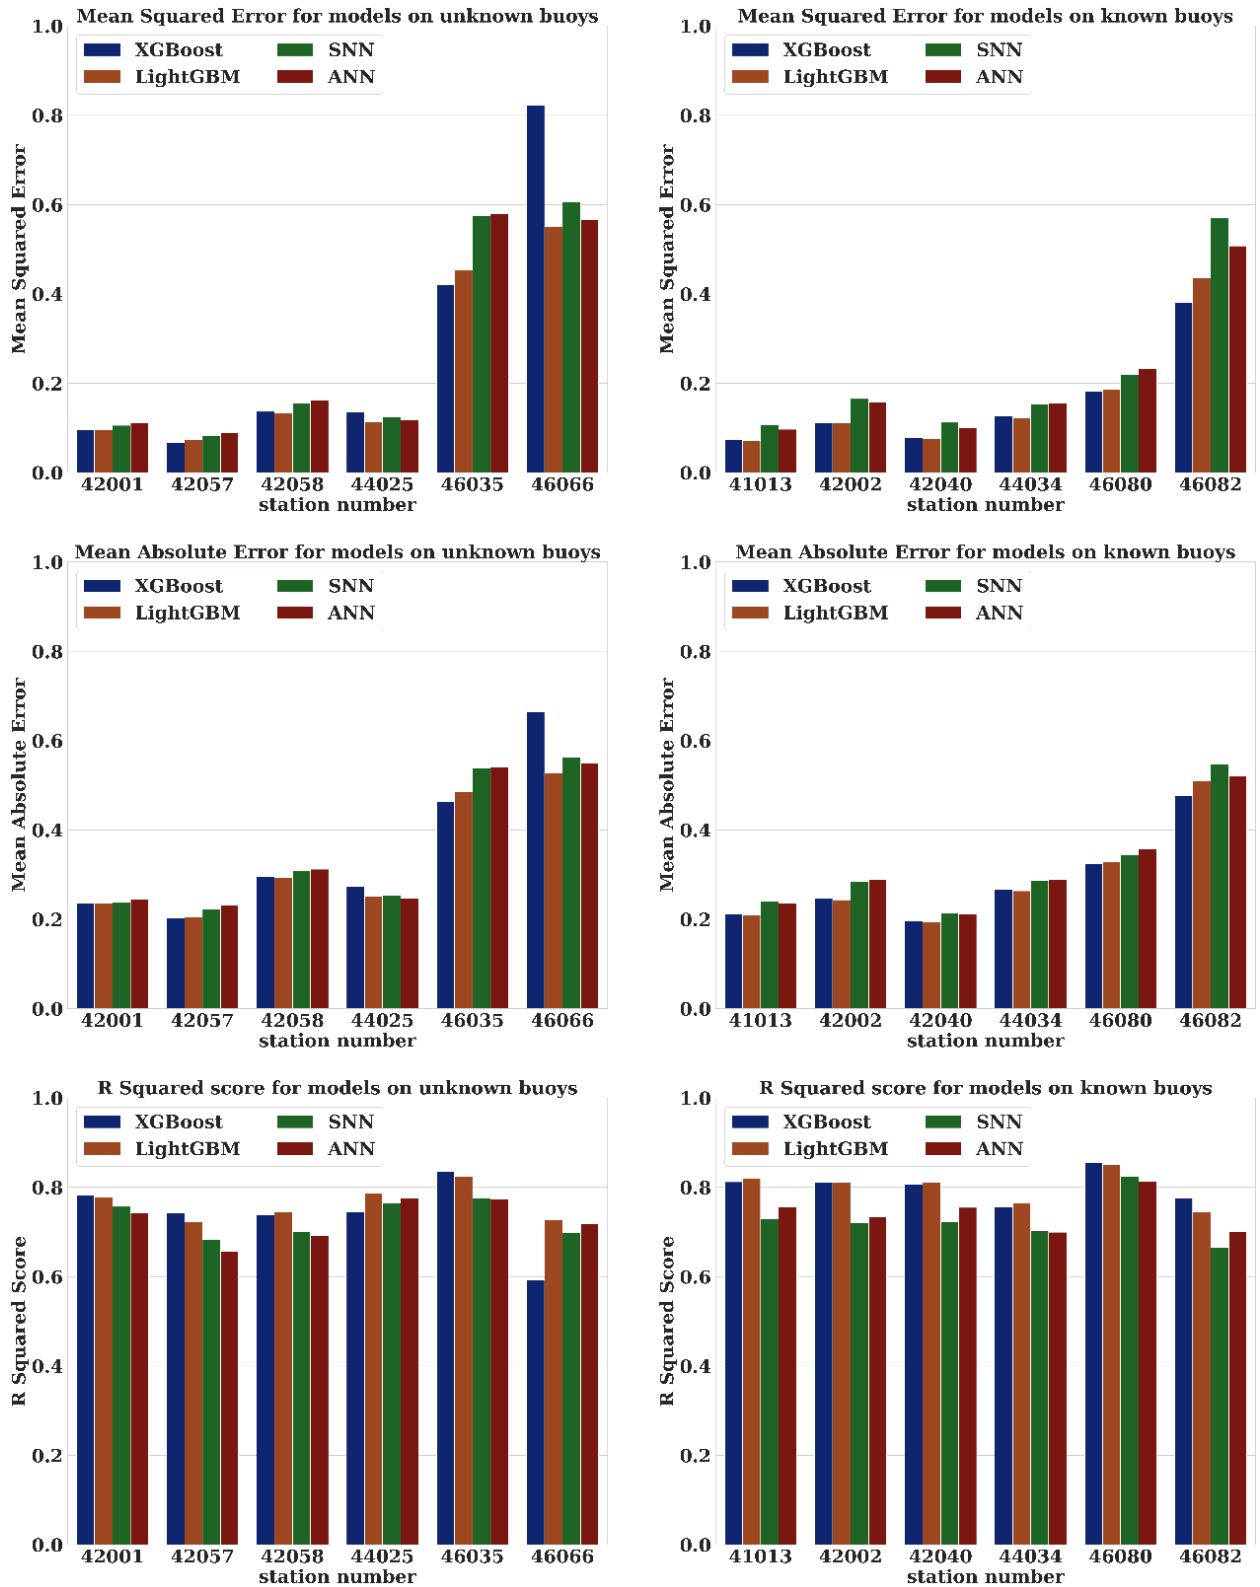 Mean Squared Error for models on unknown buoys
1.0
0.8
0.6
0.4
0.2
0.0
Mean Squared Error
XGBoost SNN
LightGBM ANN
42001 42057 42058 44025 46035 46066
station number
Mean Squared Error for models on known buoys
1.0
0.8
0.6
0.4
0.2
0.0
Mean Squared Error
XGBoost SNN
LightGBM ANN
41013 42002 42040 44034 46080 46082
station number
Mean Absolute Error for models on unknown buoys
1.0
0.8
0.6
0.4
0.2
0.0
Mean Absolute Error
XGBoost SNN
LightGBM ANN
42001 42057 42058 44025 46035 46066
station number
Mean Absolute Error for models on known buoys
1.0
0.8
0.6
0.4
0.2
0.0
Mean Absolute Error
XGBoost SNN
LightGBM ANN
41013 42002 42040 44034 46080 46082
station number
R Squared score for models on unknown buoys
1.0
0.8
0.6
0.4
0.2
0.0
R Squared Score
XGBoost SNN
LightGBM ANN
42001 42057 42058 44025 46035 46066
station number
R Squared score for models on known buoys
1.0
0.8
0.6
0.4
0.2
0.0
R Squared Score
XGBoost SNN
LightGBM ANN
41013 42002 42040 44034 46080 46082
station number